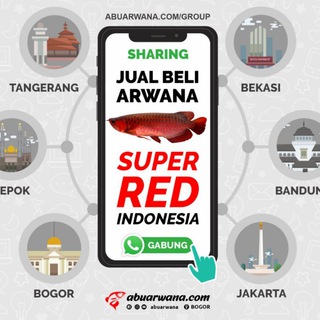 ABUARWANA.COM/GROUP
SHARING
JUAL BELI
ARWANA
SUPER
RED
INDONESIA
GABUNG
TANGERANG
BEKASI
EPOK
BANDUN
BOGOR
JAKARTA
abuarwana.com
abuarwana BOGOR